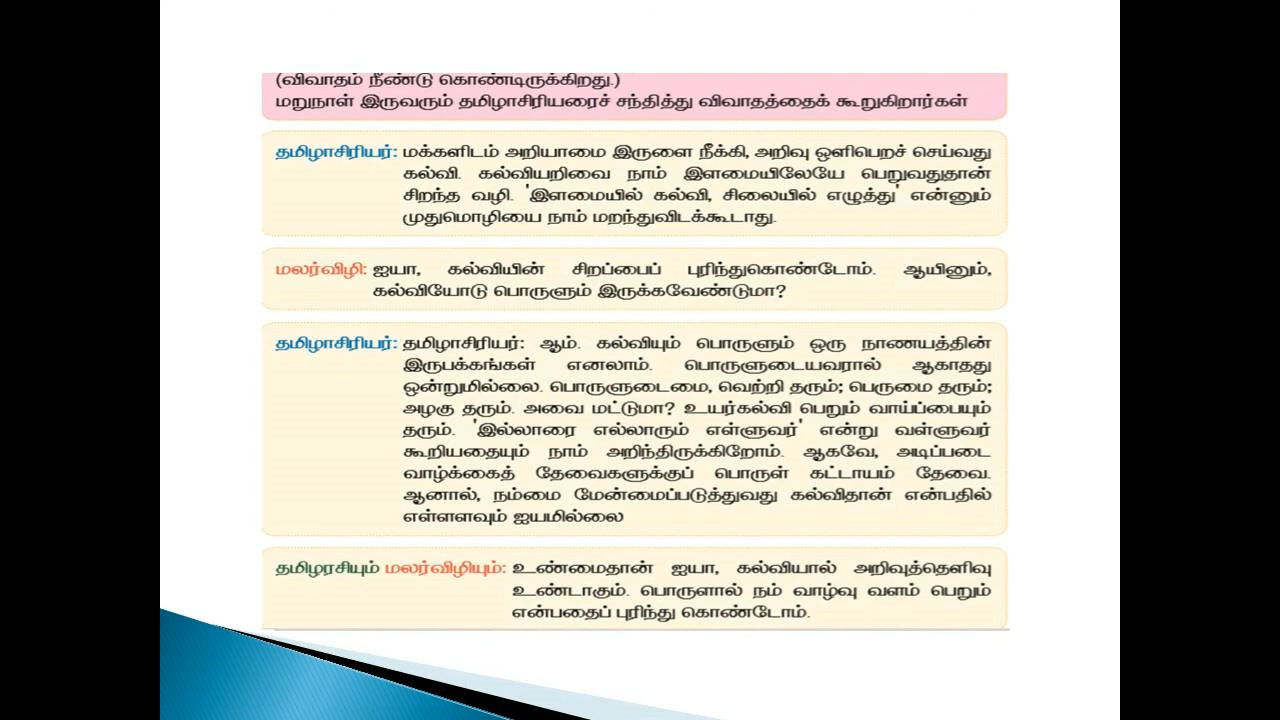 (விவாதம் நீண்டு கொண்டிருக்கிறது.)
மறுநாள் இருவரும் தமிழாசிரியரைச் சந்தித்து விவாதத்தைக் கூறுகிறார்கள்
தமிழாசிரியர்: மக்களிடம் அறியாமை இருளை நீக்கி, அறிவு ஒளிபெறச் செய்வது
கல்வி. கல்வியறிவை நாம் இளமையிலேயே பெறுவதுதான்
சிறந்த வழி. 'இளமையில் கல்வி, சிலையில் எழுத்து' என்னும்
முதுமொழியை நாம் மறந்துவிடக்கூடாது.
மலர்விழி: ஐயா, கல்வியின் சிறப்பைப் புரிந்துகொண்டோம். ஆயினும்,
கல்வியோடு பொருளும் இருக்கவேண்டுமா?
தமிழாசிரியர்: தமிழாசிரியர்: ஆம். கல்வியும் பொருளும் ஒரு நாணயத்தின்
இருபக்கங்கள் எனலாம். பொருளுடையவரால் ஆகாதது
ஒன்றுமில்லை. பொருளுடைமை, வெற்றி தரும்; பெருமை தரும்;
அழகு தரும். அவை மட்டுமா? உயர்கல்வி பெறும் வாய்ப்பையும்
தரும். 'இல்லாரை எல்லாரும் எள்ளுவர்' என்று வள்ளுவர்
கூறியதையும் நாம் அறிந்திருக்கிறோம். ஆகவே, அடிப்படை
வாழ்க்கைத் தேவைகளுக்குப் பொருள் கட்டாயம் தேவை.
ஆனால், நம்மை மேன்மைப்படுத்துவது கல்விதான் என்பதில்
எள்ளளவும் ஐயமில்லை
தமிழரசியும் மலர்விழியும்: உண்மைதான் ஐயா, கல்வியால் அறிவுத்தெளிவு
உண்டாகும். பொருளால் நம் வாழ்வு வளம் பெறும்
என்பதைப் புரிந்து கொண்டோம்.